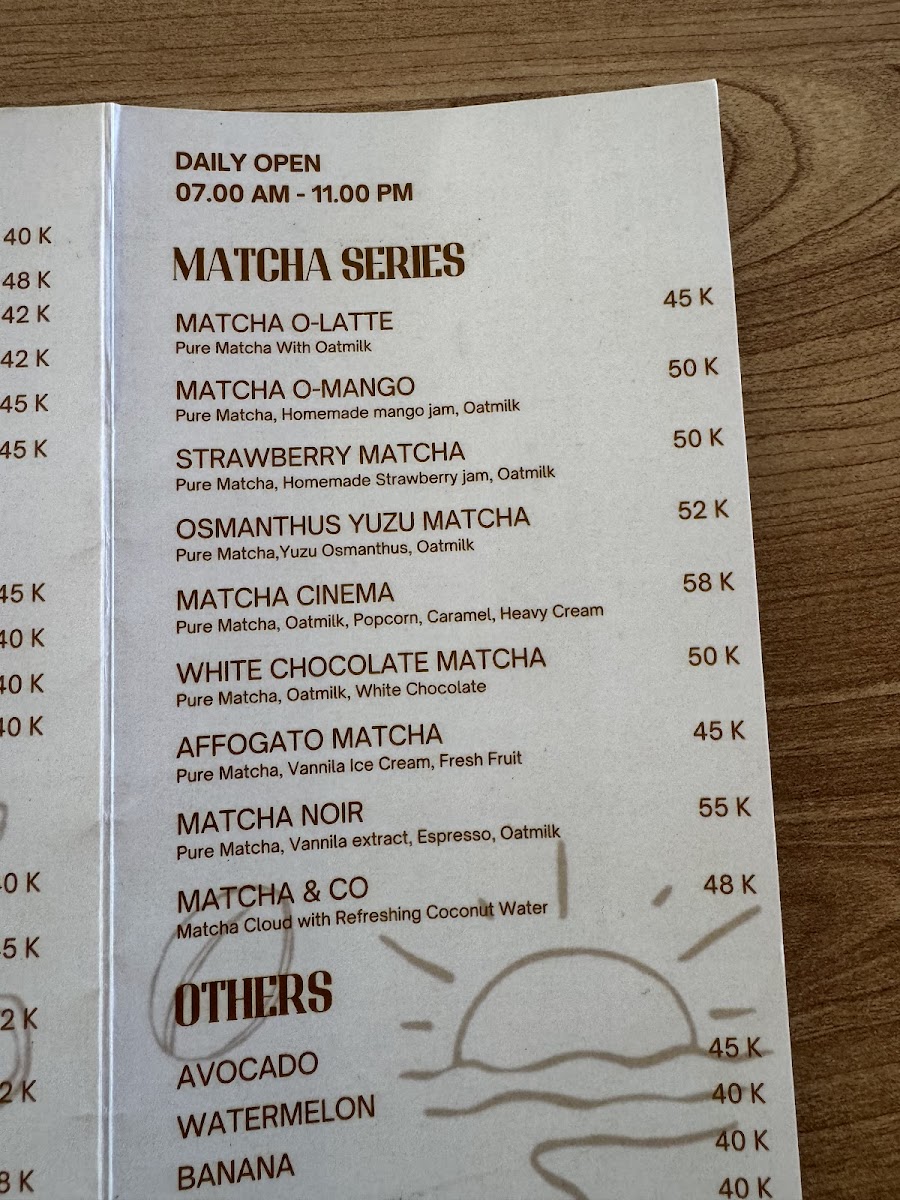 40 K
48 K
42 K
42 K
45 K
45 K
45 K
40 K
40 K
40 K
DAILY OPEN
07.00 AM - 11.00 PM
MATCHA SERIES
MATCHA O-LATTE 45 K
Pure Matcha With Oatmilk
MATCHA O-MANGO 50 K
Pure Matcha, Homemade mango jam, Oatmilk
STRAWBERRY MATCHA 50 K
Pure Matcha, Homemade Strawberry jam, Oatmilk
OSMANTHUS YUZU MATCHA 52 K
Pure Matcha,Yuzu Osmanthus, Oatmilk
MATCHA CINEMA 58 K
Pure Matcha, Oatmilk, Popcorn, Caramel, Heavy Cream
WHITE CHOCOLATE MATCHA 50 K
Pure Matcha, Oatmilk, White Chocolate
AFFOGATO MATCHA 45 K
Pure Matcha, Vannila Ice Cream, Fresh Fruit
MATCHA NOIR 55 K
Pure Matcha, Vannila extract, Espresso, Oatmilk
MATCHA & CO 48 K
Matcha Cloud with Refreshing Coconut Water
OTHERS
AVOCADO 45 K
WATERMELON 40 K
BANANA 40 K
40 K